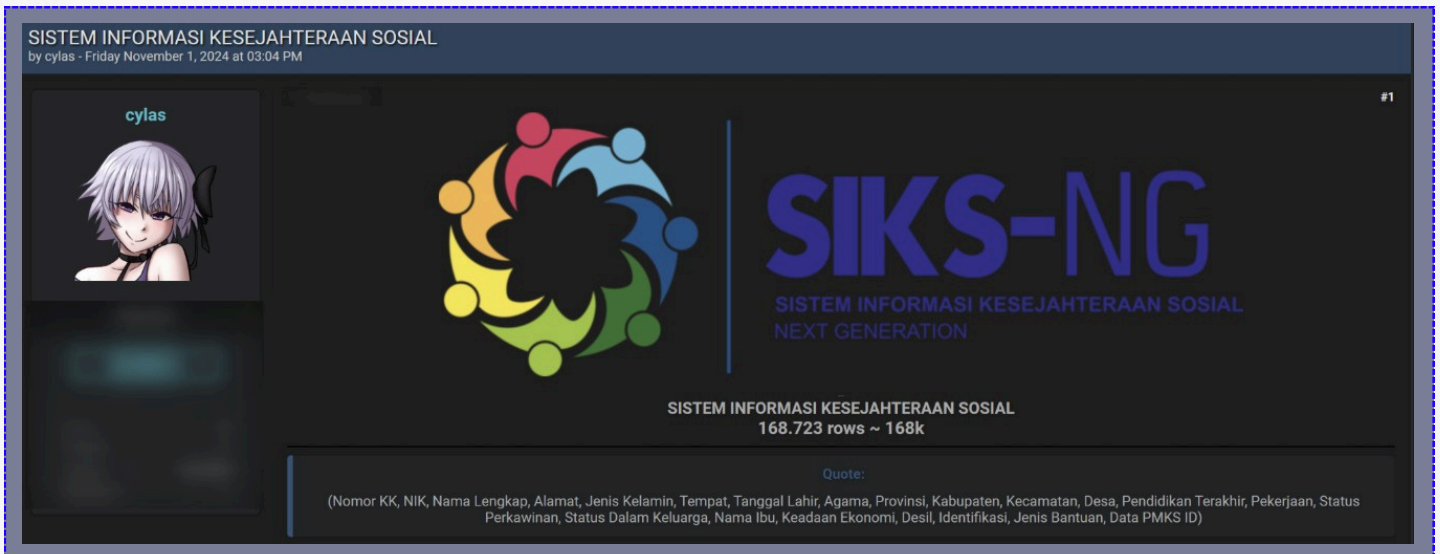 SISTEM INFORMASI KESEJAHTERAAN SOSIAL
by cylas - Friday November 1, 2024 at 03:04 PM
cylas
#1
SIKS-NG
SISTEM INFORMASI KESEJAHTERAAN SOSIAL
NEXT GENERATION
SISTEM INFORMASI KESEJAHTERAAN SOSIAL
168.723 rows ~ 168k
Quote:
(Nomor KK, NIK, Nama Lengkap, Alamat, Jenis Kelamin, Tempat, Tanggal Lahir, Agama, Provinsi, Kabupaten, Kecamatan, Desa, Pendidikan Terakhir, Pekerjaan, Status
Perkawinan, Status Dalam Keluarga, Nama Ibu, Keadaan Ekonomi, Desil, Identifikasi, Jenis Bantuan, Data PMKS ID)